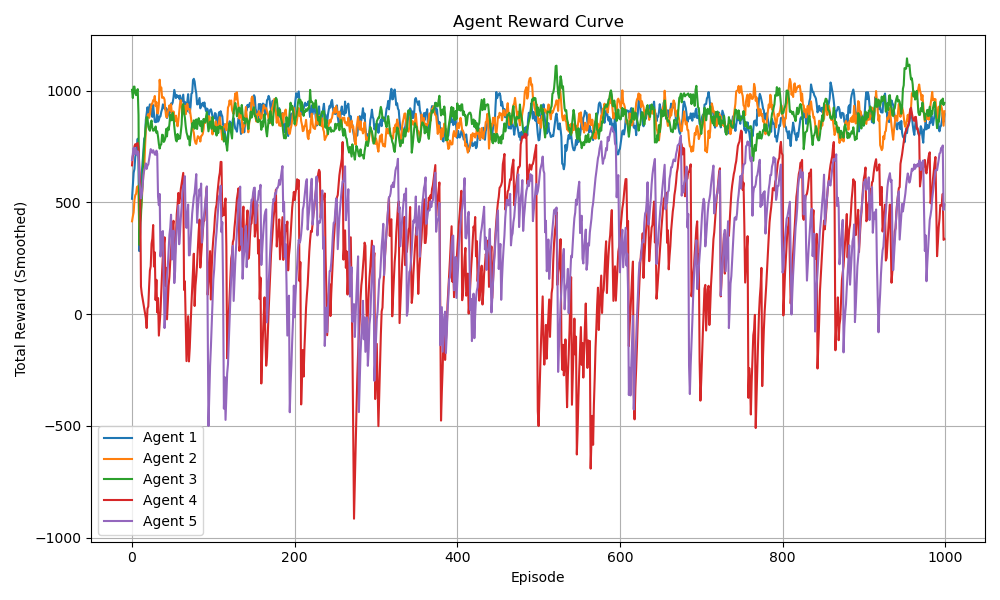 Agent Reward Curve
Total Reward (Smoothed)
1000
500
0
−500
−1000
Agent 1
Agent 2
Agent 3
Agent 4
Agent 5
0 200 400 600 800 1000
Episode